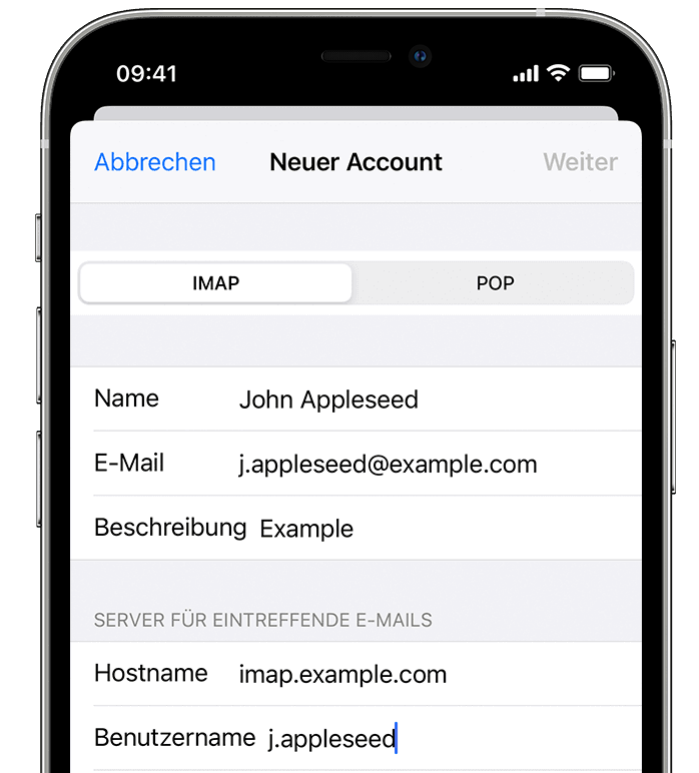 09:41
Abbrechen Neuer Account Weiter
IMAP POP
Name John Appleseed
E-Mail j.appleseed@example.com
Beschreibung Example
SERVER FÜR EINTREFFENDE E-MAILS
Hostname imap.example.com
Benutzername j.appleseed